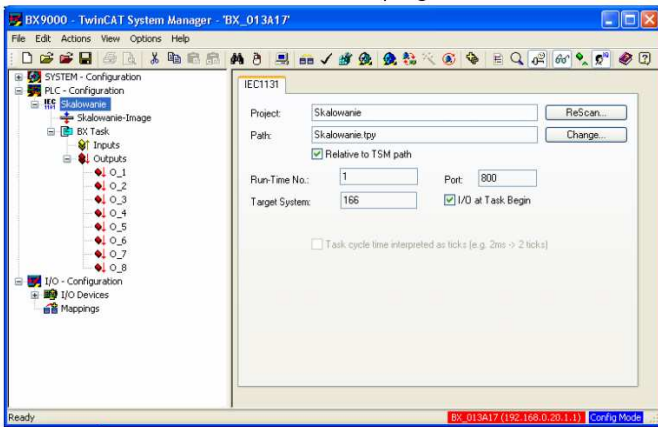 BX9000 - TwinCAT System Manager - 'BX_013A17'
File Edit Actions View Options Help
SYSTEM - Configuration
PLC - Configuration
Skalowanie
Skalowanie-Image
BX Task
Inputs
Outputs
O_1
O_2
O_3
O_4
O_5
O_6
O_7
O_8
I/O - Configuration
I/O Devices
Mappings
IEC1131
Project: Skalowanie ReScan...
Path: Skalowanie.tpy Change...
Relative to TSM path
Run-Time No.: 1 Port: 800
Target System: 166 I/O at Task Begin
Task cycle time interpreted as ticks (e.g. 2ms -> 2 ticks)
Ready BX_013A17 (192.168.0.20.1.1) Config Mode